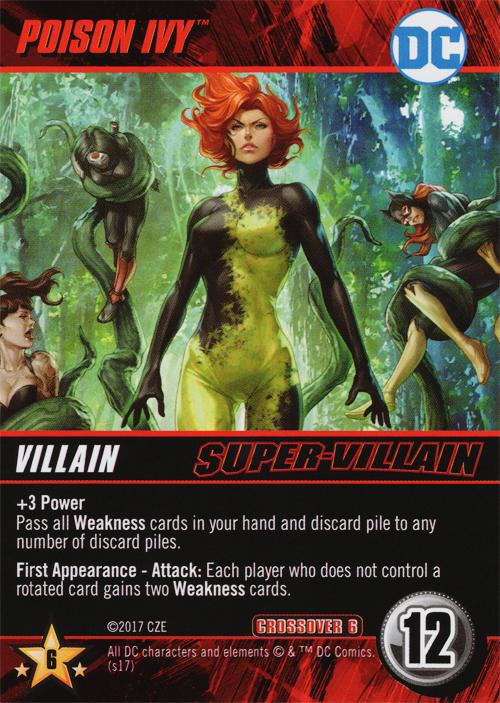 POISON IVY™
DC
VILLAIN
SUPER-VILLAIN
+3 Power
Pass all Weakness cards in your hand and discard pile to any
number of discard piles.
First Appearance - Attack: Each player who does not control a
rotated card gains two Weakness cards.
©2017 CZE
CROSSOVER 6
12
6
All DC characters and elements © & ™ DC Comics.
(s17)